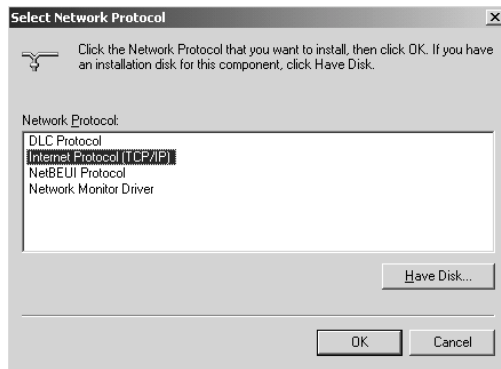 Select Network Protocol
Click the Network Protocol that you want to install, then click OK. If you have
an installation disk for this component, click Have Disk.
Network Protocol:
DLC Protocol
Internet Protocol (TCP/IP)
NetBEUI Protocol
Network Monitor Driver
Have Disk...
OK
Cancel